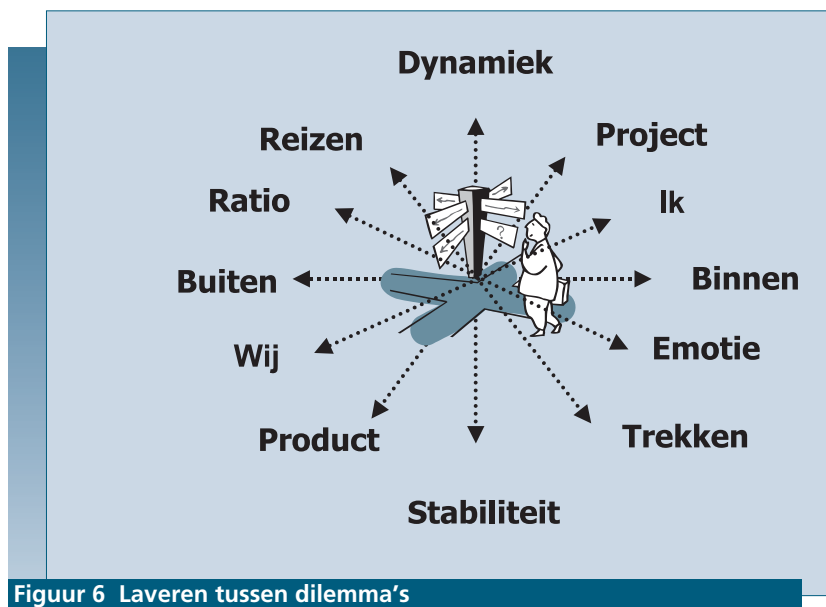 Dynamiek
Reizen
Project
Ratio
Ik
?
Buiten
Binnen
Wij
Emotie
Product
Trekken
Stabiliteit
Figuur 6 Laveren tussen dilemma's